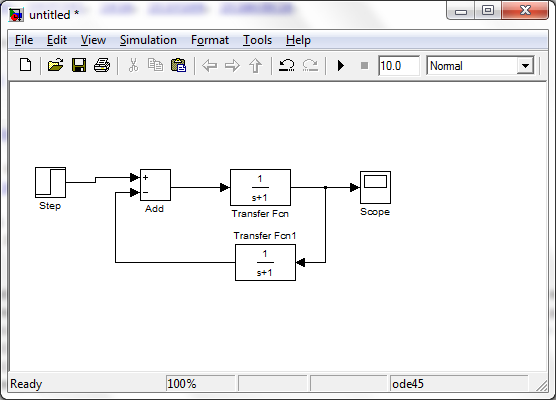 untitled *
File Edit View Simulation Format Tools Help
10.0 Normal
+
−
1
s+1
Step
Add
Transfer Fcn
Scope
Transfer Fcn1
1
s+1
Ready 100% ode45